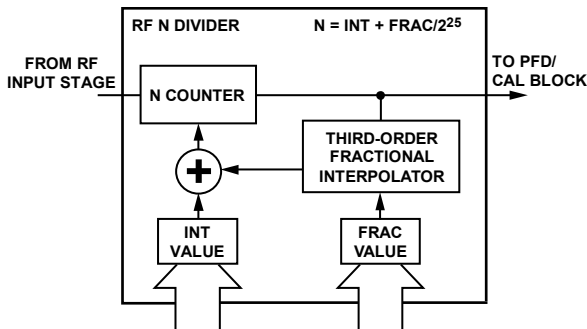 RF N DIVIDER
N = INT + FRAC/2²⁵
FROM RF
INPUT STAGE
TO PFD/
CAL BLOCK
N COUNTER
THIRD-ORDER
FRACTIONAL
INTERPOLATOR
+
INT
VALUE
FRAC
VALUE